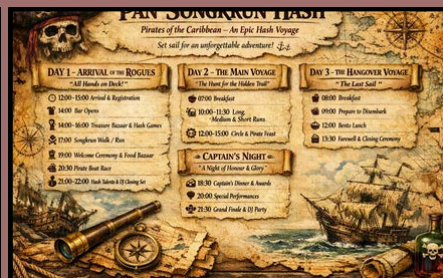 PAN SONGKRUN HASH
Pirates of the Caribbean – An Epic Hash Voyage
Set sail for an unforgettable adventure!
DAY 1 - ARRIVAL OF THE ROGUES
"All Hands on Deck!"
12:00-15:00 Arrival & Registration
14:00 Bar Opens
14:00-16:00 Treasure Bazaar & Hash Games
17:00 Songkrun Walk / Run
19:00 Welcome Ceremony & Food Bazaar
20:30 Pirate Boat Race
21:00-22:00 Hash Talents & DJ Closing Set
DAY 2 - THE MAIN VOYAGE
"The Hunt for the Hidden Trail"
07:00 Breakfast
10:00-11:30 Long,
Medium & Short Runs
12:00-15:00 Circle & Pirate Feast
CAPTAIN'S NIGHT
"A Night of Honour & Glory"
18:30 Captain's Dinner & Awards
20:00 Special Performances
21:30 Grand Finale & DJ Party
DAY 3 - THE HANGOVER VOYAGE
"The Last Sail"
08:00 Breakfast
09:00 Prepare to Disembark
12:00 Bento Lunch
13:30 Farewell & Closing Ceremony